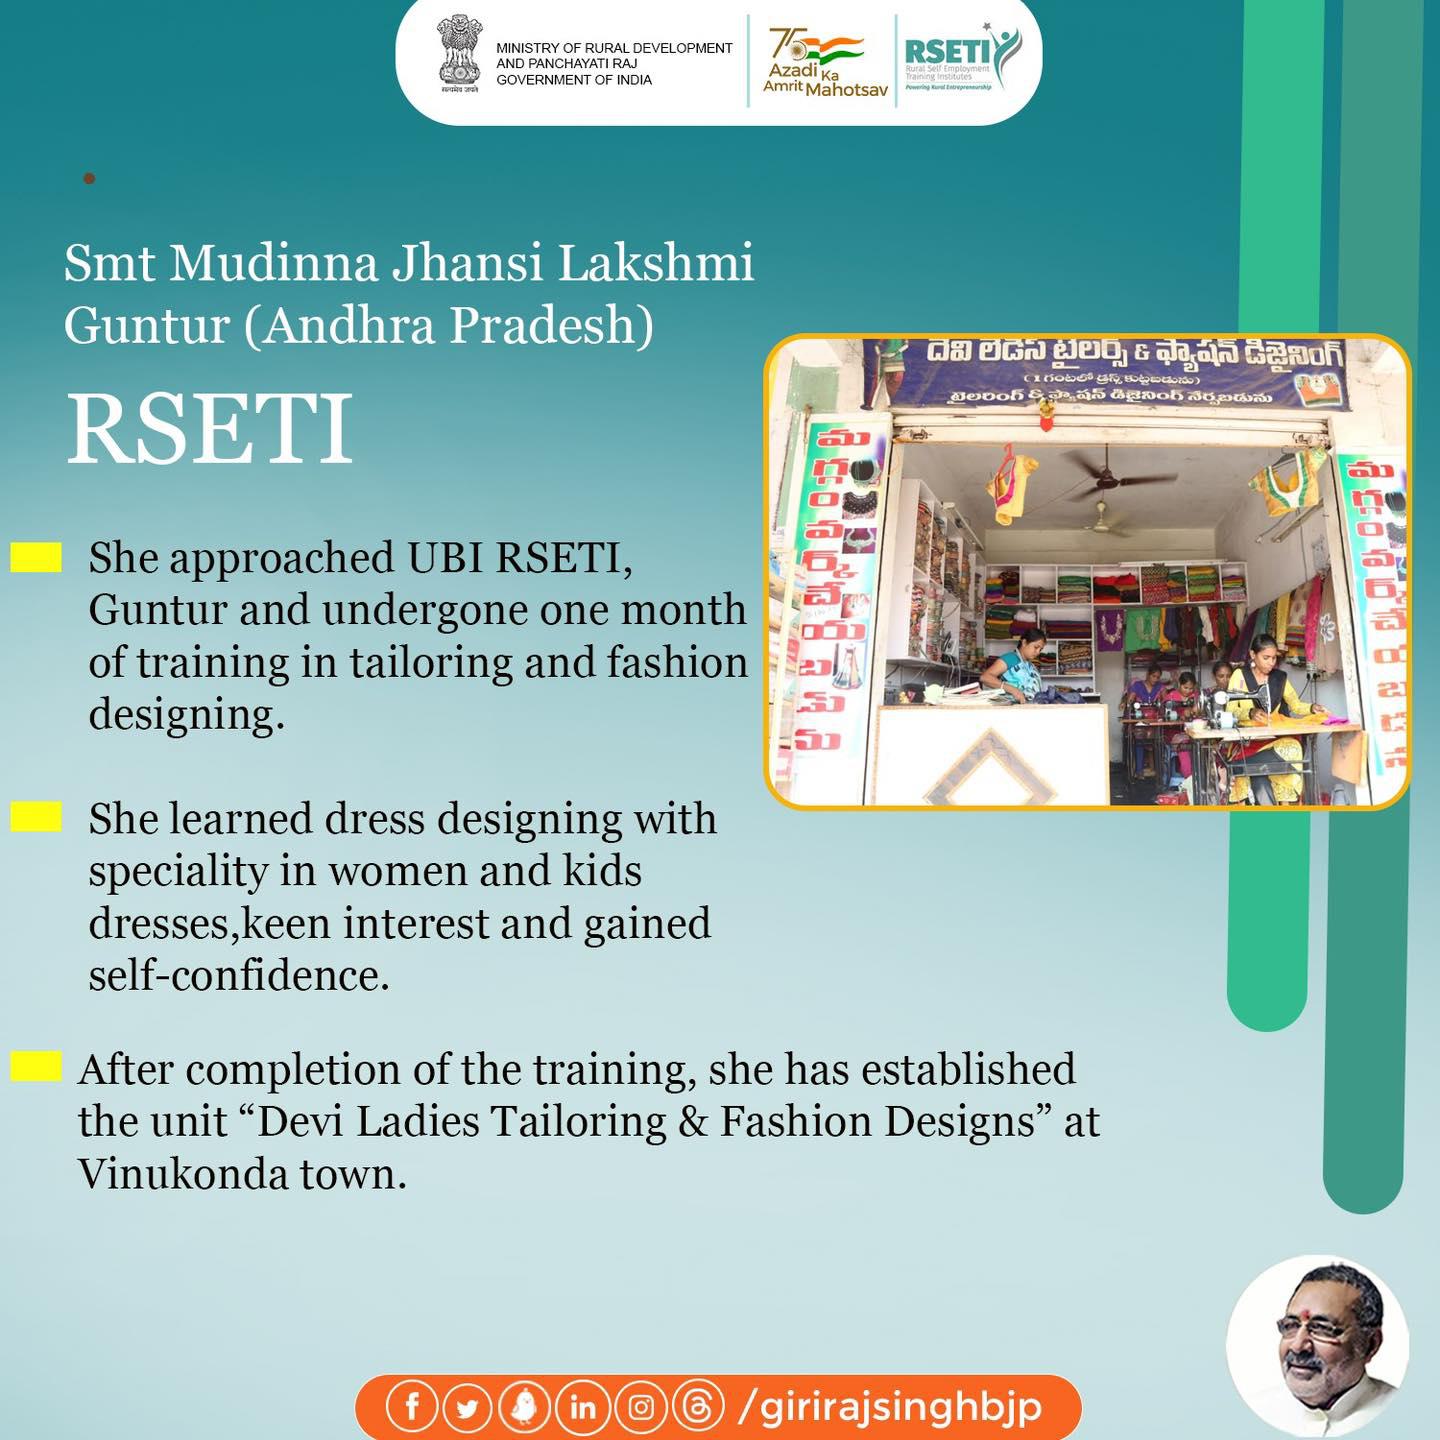 सत्यमेव जयते
MINISTRY OF RURAL DEVELOPMENT
AND PANCHAYATI RAJ
GOVERNMENT OF INDIA
75
Azadi Ka
Amrit Mahotsav
RSETI
Rural Self Employment
Training Institutes
Powering Rural Entrepreneurship
Smt Mudinna Jhansi Lakshmi
Guntur (Andhra Pradesh)
RSETI
She approached UBI RSETI,
Guntur and undergone one month
of training in tailoring and fashion
designing.
She learned dress designing with
speciality in women and kids
dresses,keen interest and gained
self-confidence.
After completion of the training, she has established
the unit “Devi Ladies Tailoring & Fashion Designs” at
Vinukonda town.
దేవి లేడీస్ టైలర్స్ & ఫ్యాషన్ డిజైనింగ్
(1 గంటలో డ్రస్స్ కుట్టబడును)
టైలరింగ్ & ఫ్యాషన్ డిజైనింగ్ నేర్పబడును
మగ్గం వర్క్ చేయబడును
/girirajsinghbjp